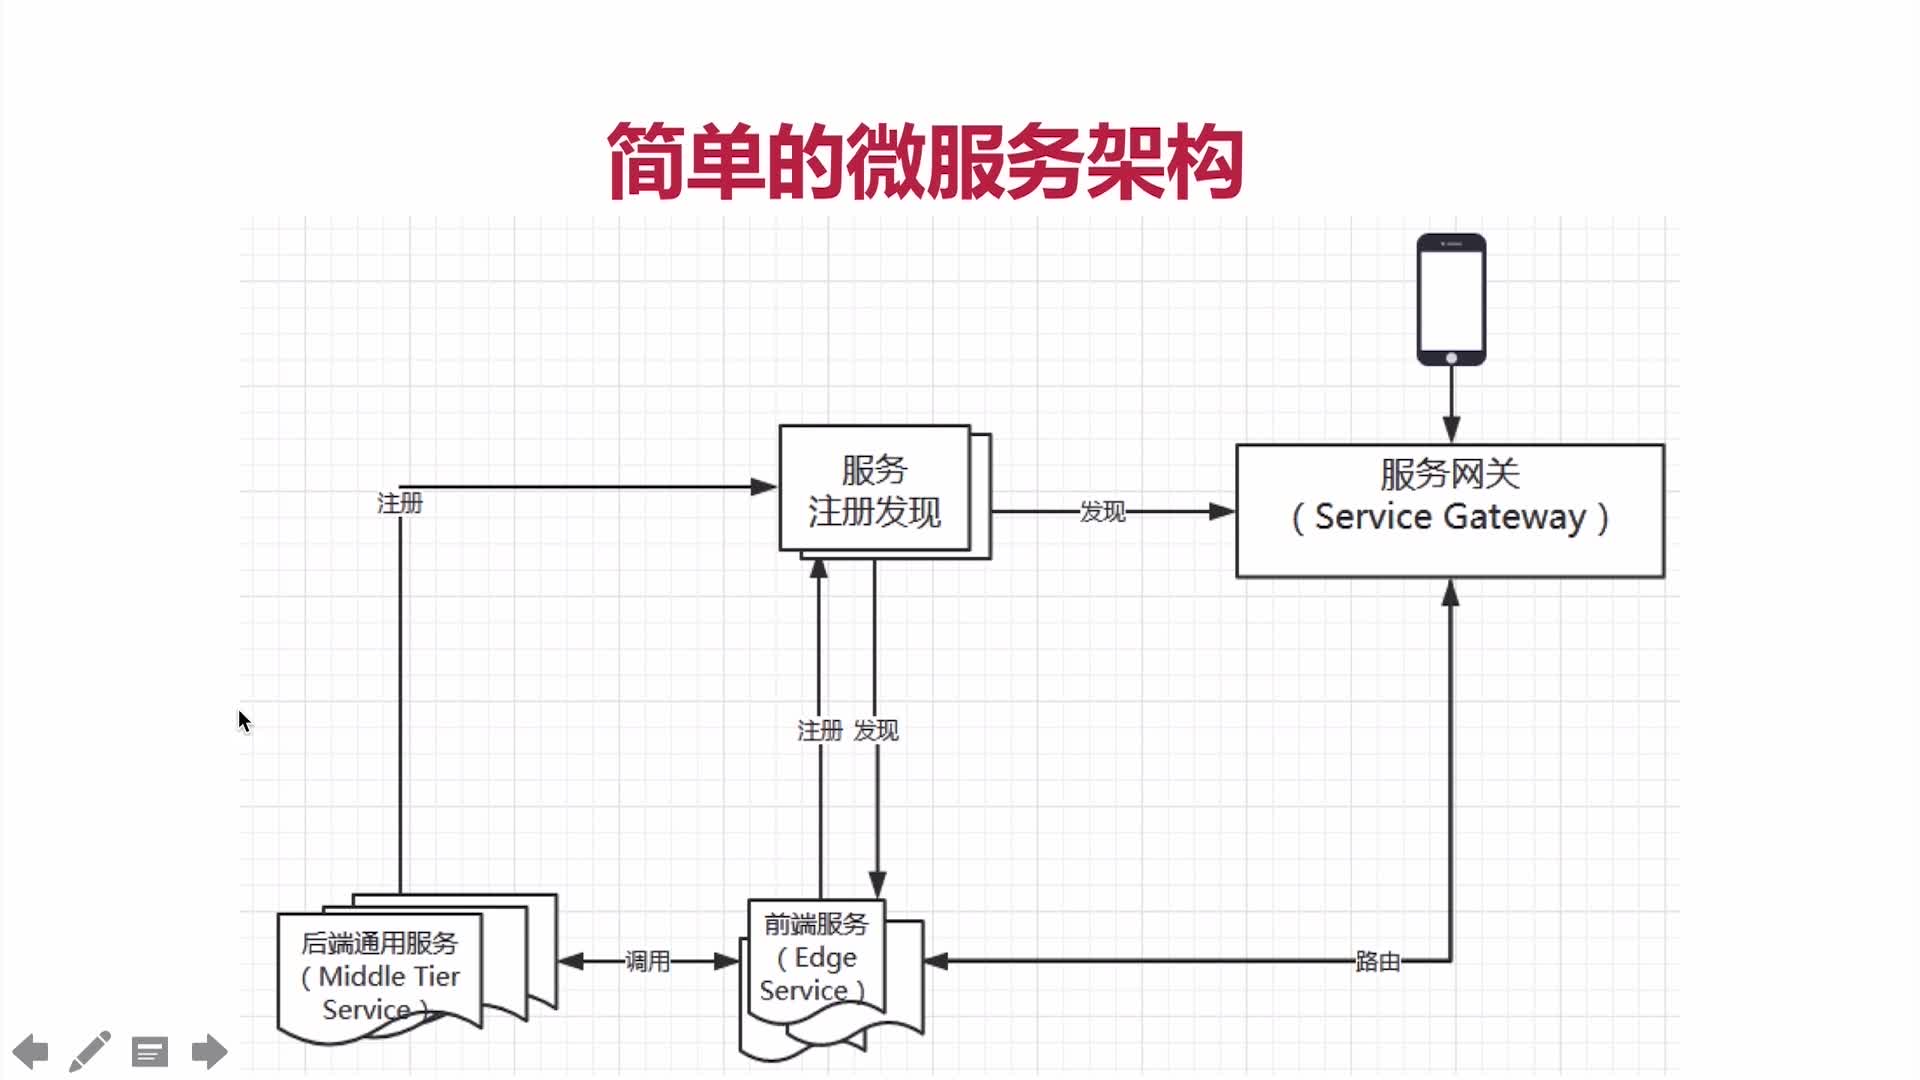 简单的微服务架构
服务
注册发现
服务网关
（Service Gateway）
注册
发现
注册
发现
后端通用服务
（Middle Tier
Service）
调用
前端服务
（Edge
Service）
路由